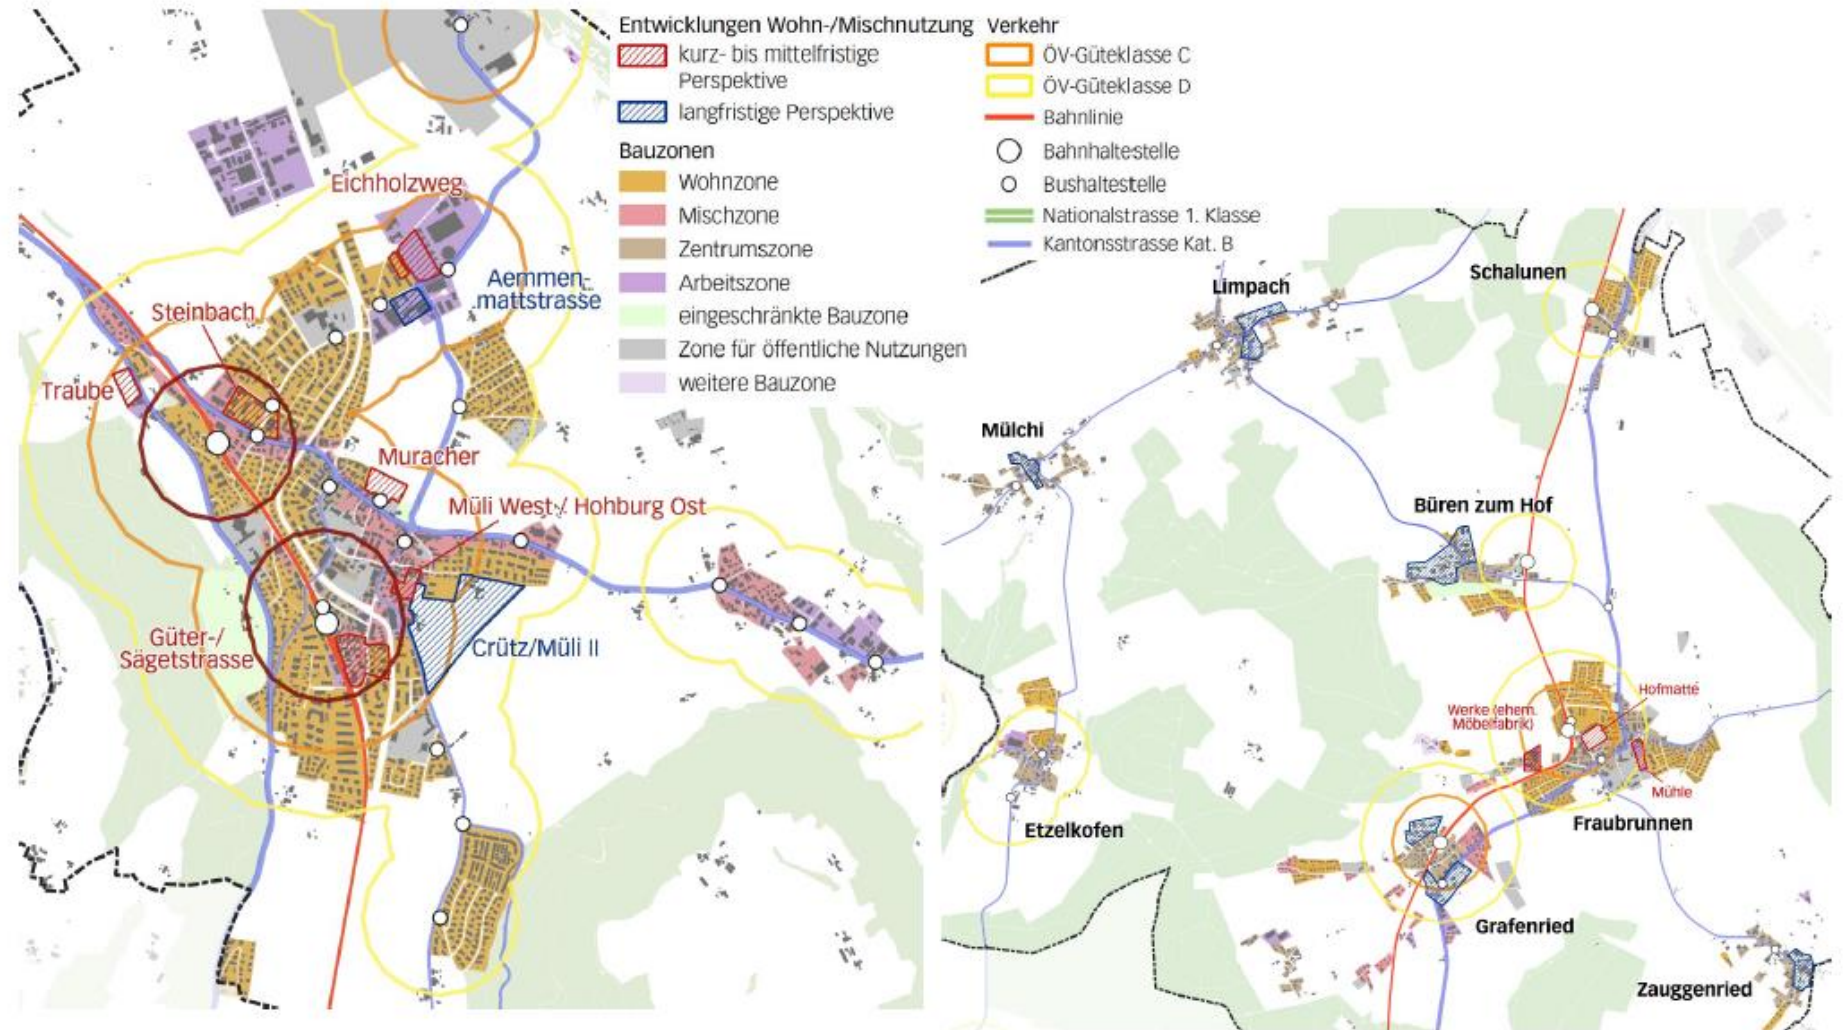 Entwicklungen Wohn-/Mischnutzung
kurz- bis mittelfristige
Perspektive
langfristige Perspektive
Bauzonen
Wohnzone
Mischzone
Zentrumszone
Arbeitszone
eingeschränkte Bauzone
Zone für öffentliche Nutzungen
weitere Bauzone
Verkehr
ÖV-Güteklasse C
ÖV-Güteklasse D
Bahnlinie
Bahnhaltestelle
Bushaltestelle
Nationalstrasse 1. Klasse
Kantonsstrasse Kat. B
Eichholzweg
Aemmen-
mattstrasse
Steinbach
Traube
Muracher
Müli West-/ Hohburg Ost
Güter-/
Sägetstrasse
Crütz/Müli II
Schalunen
Limpach
Mülchi
Büren zum Hof
Hofmatte
Werke (ehem.
Möbelfabrik)
Mühle
Fraubrunnen
Etzelkofen
Grafenried
Zauggenried